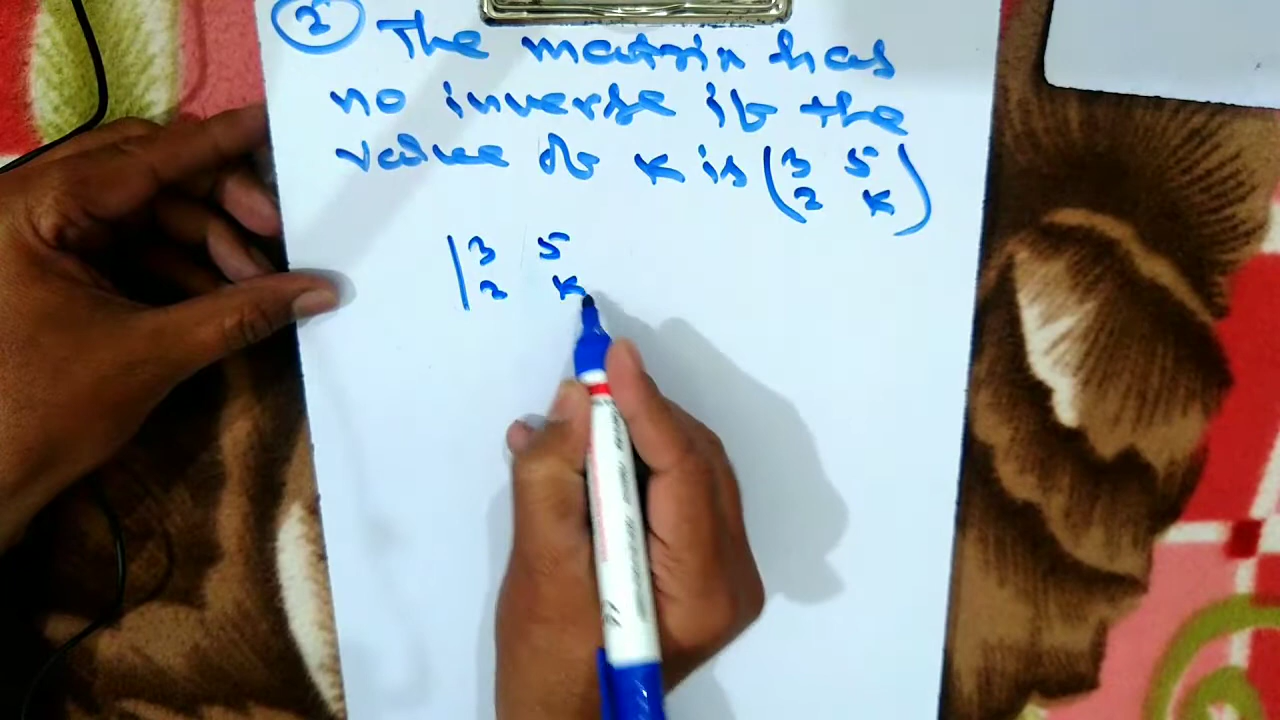 2 The matrix has
no inverse if the
value of K is (3 5
2 K)
|3 5
2 K